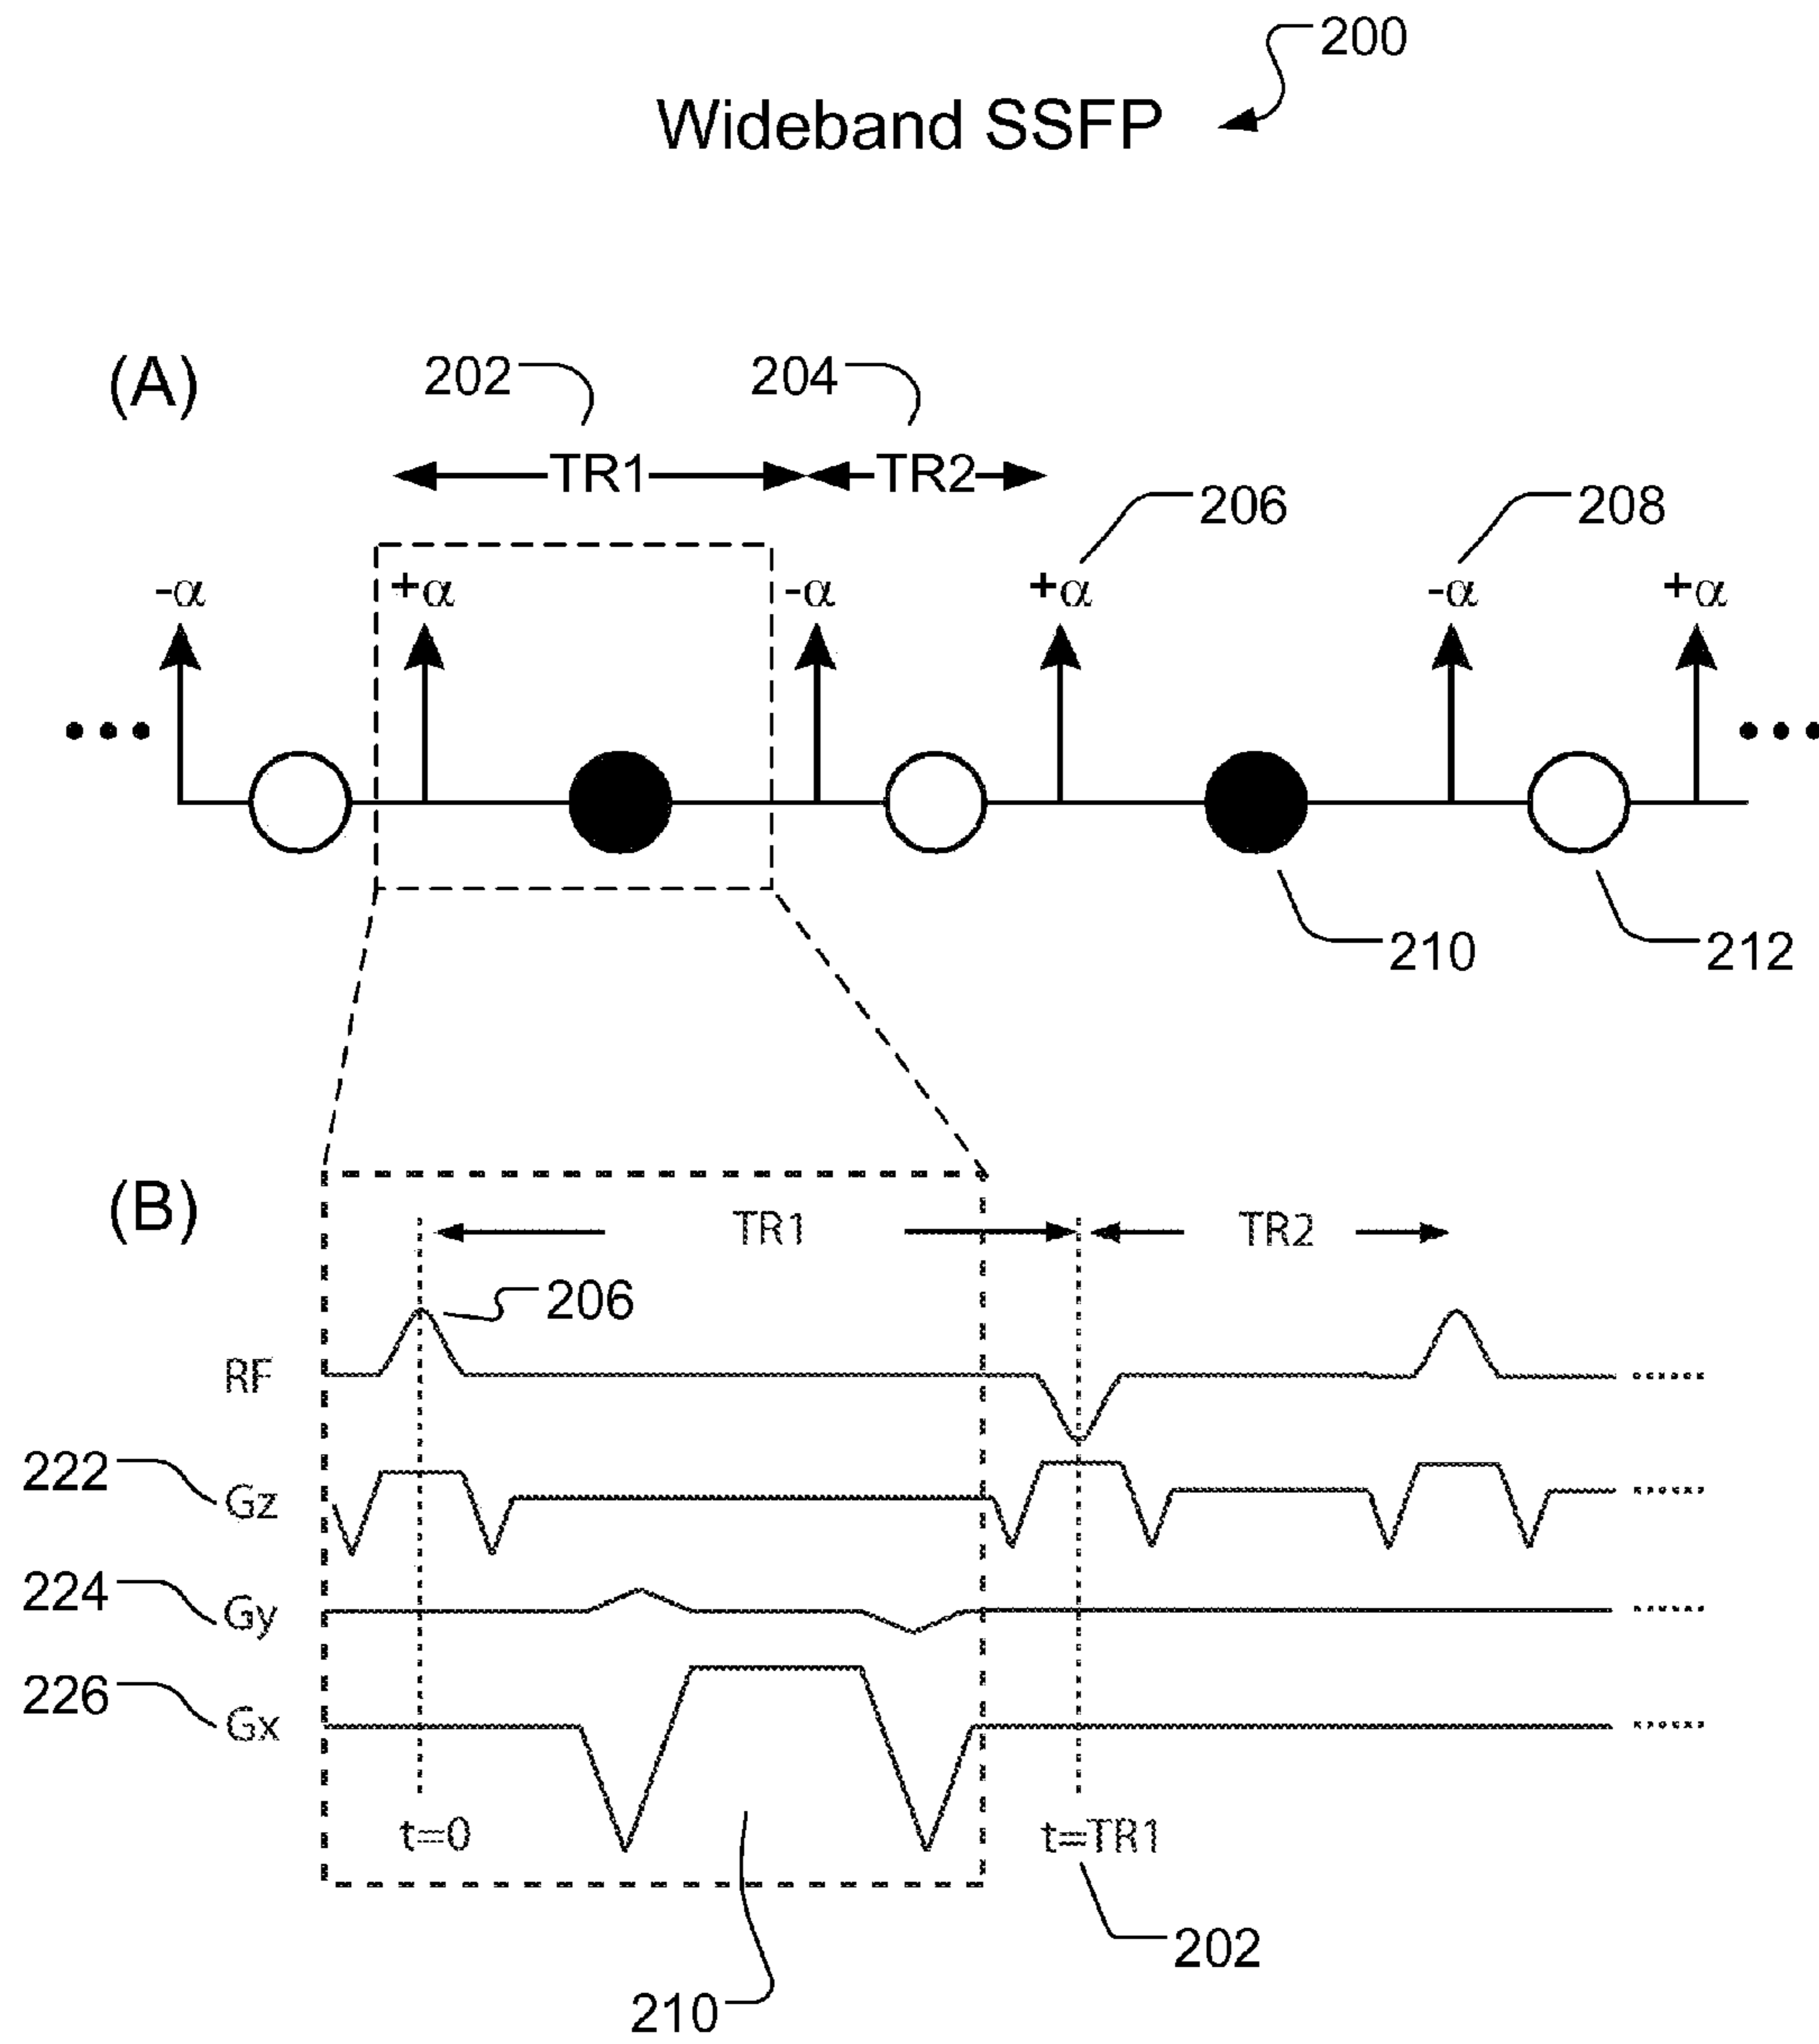 200
Wideband SSFP
(A)
202
204
TR1
TR2
206
208
-α
+α
-α
+α
-α
+α
210
212
(B)
TR1
TR2
206
RF
222
Gz
224
Gy
226
Gx
t=0
t=TR1
202
210